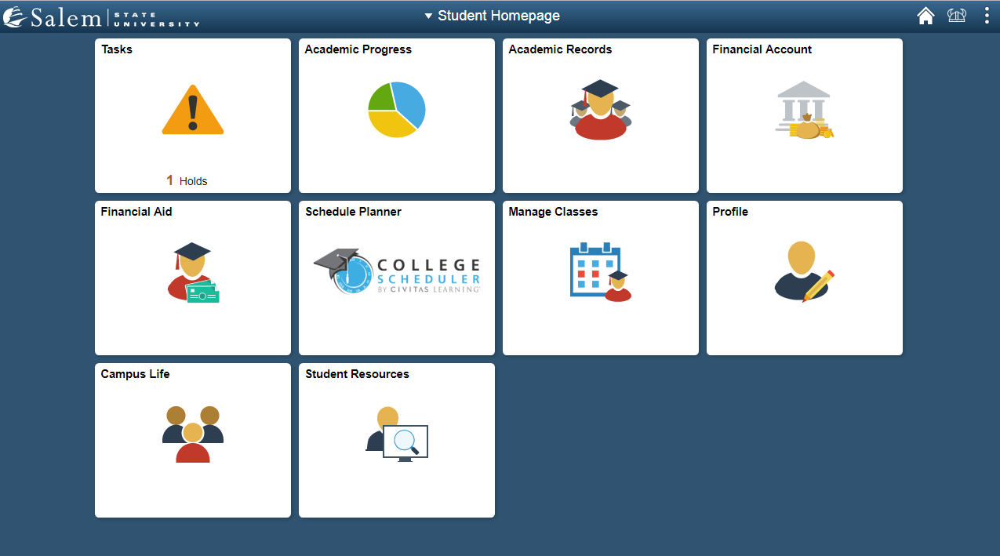 Salem STATE UNIVERSITY
Student Homepage
Tasks
1 Holds
Academic Progress
Academic Records
Financial Account
Financial Aid
Schedule Planner
COLLEGE
SCHEDULER
BY CIVITAS LEARNING
Manage Classes
Profile
Campus Life
Student Resources